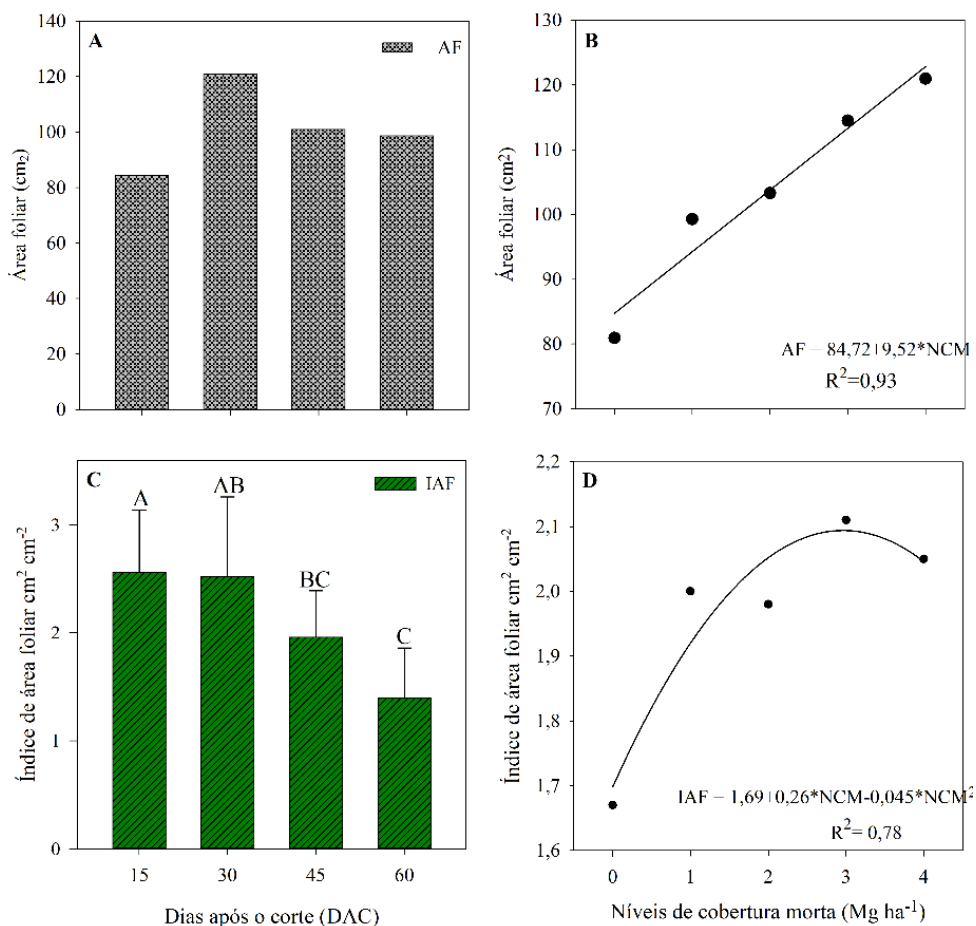 A
AF
Área foliar (cm2)
140
120
100
80
60
40
20
0
B
Área foliar (cm2)
130
120
110
100
90
80
70
AF – 84,72+9,52*NCM
R2=0,93
C
IAF
A
AB
BC
C
Índice de área foliar cm2 cm-2
3
2
1
0
15 30 45 60
Dias após o corte (DAC)
D
Índice de área foliar cm2 cm-2
2,2
2,1
2,0
1,9
1,8
1,7
1,6
IAF – 1,69+0,26*NCM-0,045*NCM2
R2= 0,78
0 1 2 3 4
Níveis de cobertura morta (Mg ha-1)